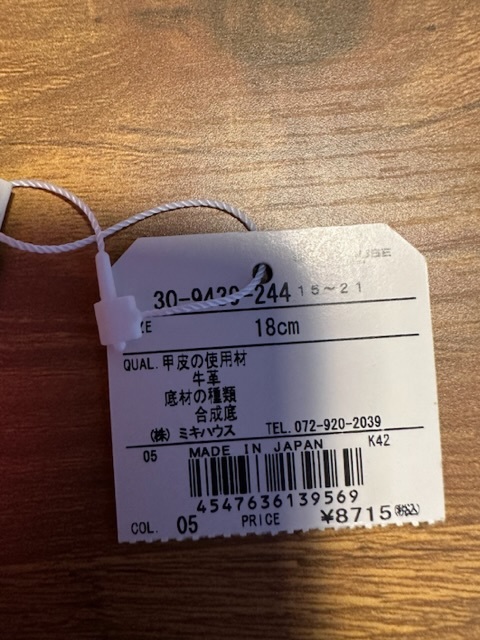 USE
30-9439-244 15〜21
ZE 18cm
QUAL. 甲皮の使用材
牛革
底材の種類
合成底
(株) ミキハウス TEL. 072-920-2039
05 MADE IN JAPAN K42
4547636139569
COL. 05 PRICE ¥8715(税込)